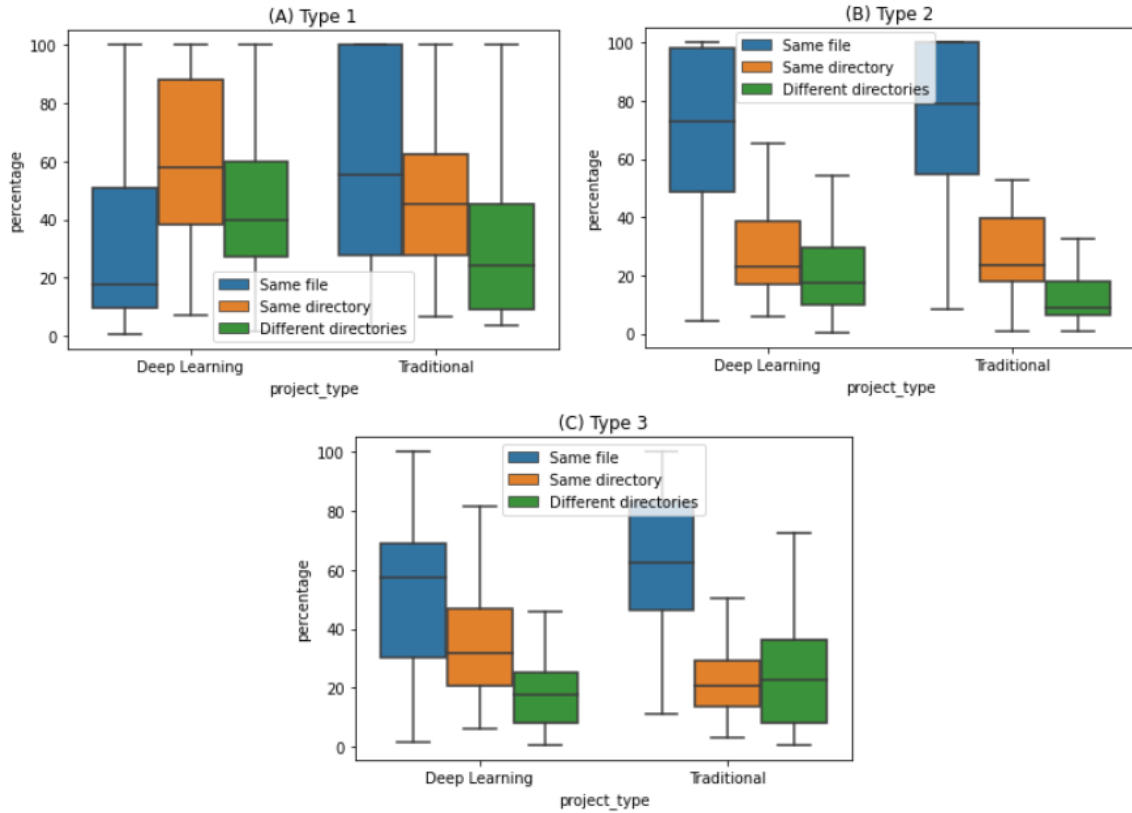 (A) Type 1
100
80
60
40
20
0
percentage
Same file
Same directory
Different directories
Deep Learning
Traditional
project_type
(B) Type 2
100
80
60
40
20
0
percentage
Same file
Same directory
Different directories
Deep Learning
Traditional
project_type
(C) Type 3
100
80
60
40
20
0
percentage
Same file
Same directory
Different directories
Deep Learning
Traditional
project_type